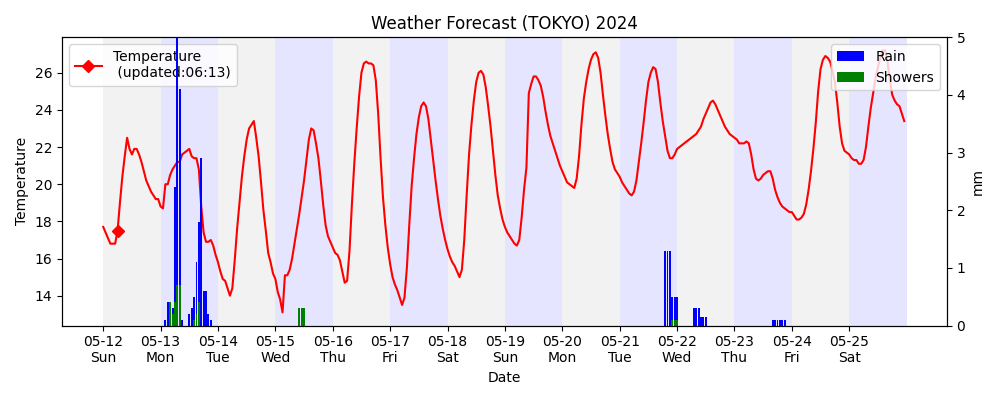 Weather Forecast (TOKYO) 2024
Temperature
(updated:06:13)
Rain
Showers
Temperature
26
24
22
20
18
16
14
5
4
3
2
1
0
mm
05-12 05-13 05-14 05-15 05-16 05-17 05-18 05-19 05-20 05-21 05-22 05-23 05-24 05-25
Sun Mon Tue Wed Thu Fri Sat Sun Mon Tue Wed Thu Fri Sat
Date